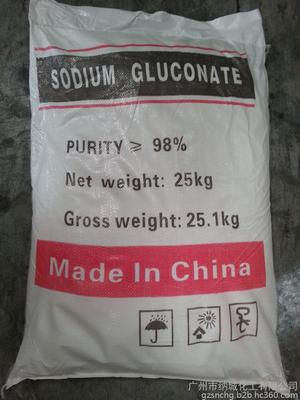 SODIUM GLUCONATE
PURITY ≥ 98%
Net weight: 25kg
Gross weight: 25.1kg
Made In China
广州市纳城化工有限公司
gzsnchg.b2b.hc360.com